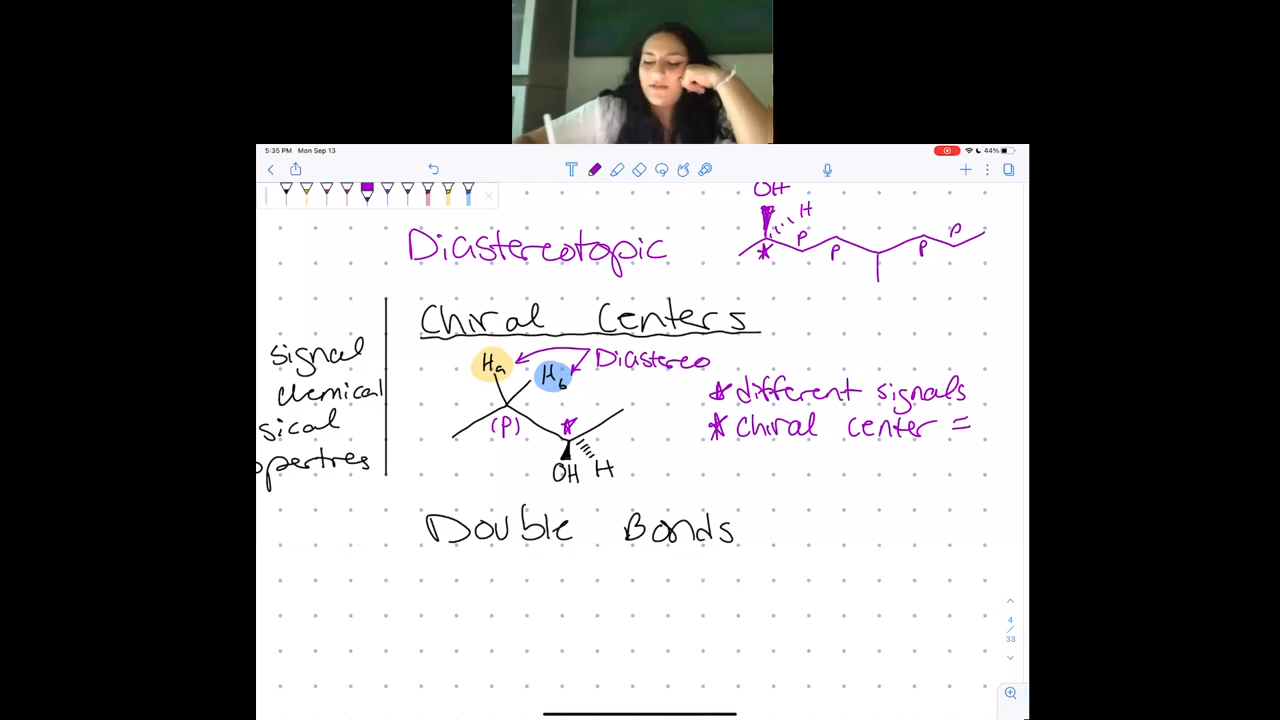 5:35 PM Mon Sep 13
44%
T
OH
H
P
P
P
P
*
Diastereotopic
Chiral Centers
signal
chemical
sical
opertres
Ha
Hb
Diastereo
(P)
*
OH
H
* different signals
* chiral center =
Double Bonds
4
/
33